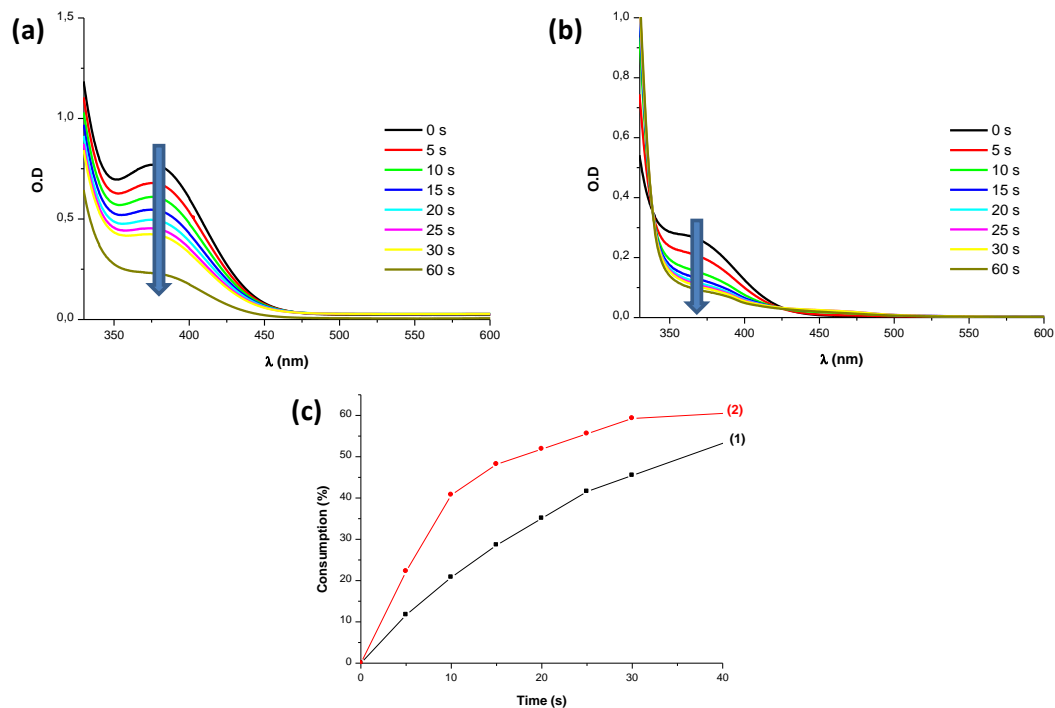 (a)
1,5
1,0
0,5
0,0
O.D
350 400 450 500 550 600
λ (nm)
0 s
5 s
10 s
15 s
20 s
25 s
30 s
60 s
(b)
1,0
0,8
0,6
0,4
0,2
0,0
O.D
350 400 450 500 550 600
λ (nm)
0 s
5 s
10 s
15 s
20 s
25 s
30 s
60 s
(c)
60
50
40
30
20
10
0
Consumption (%)
(2)
(1)
0 10 20 30 40
Time (s)